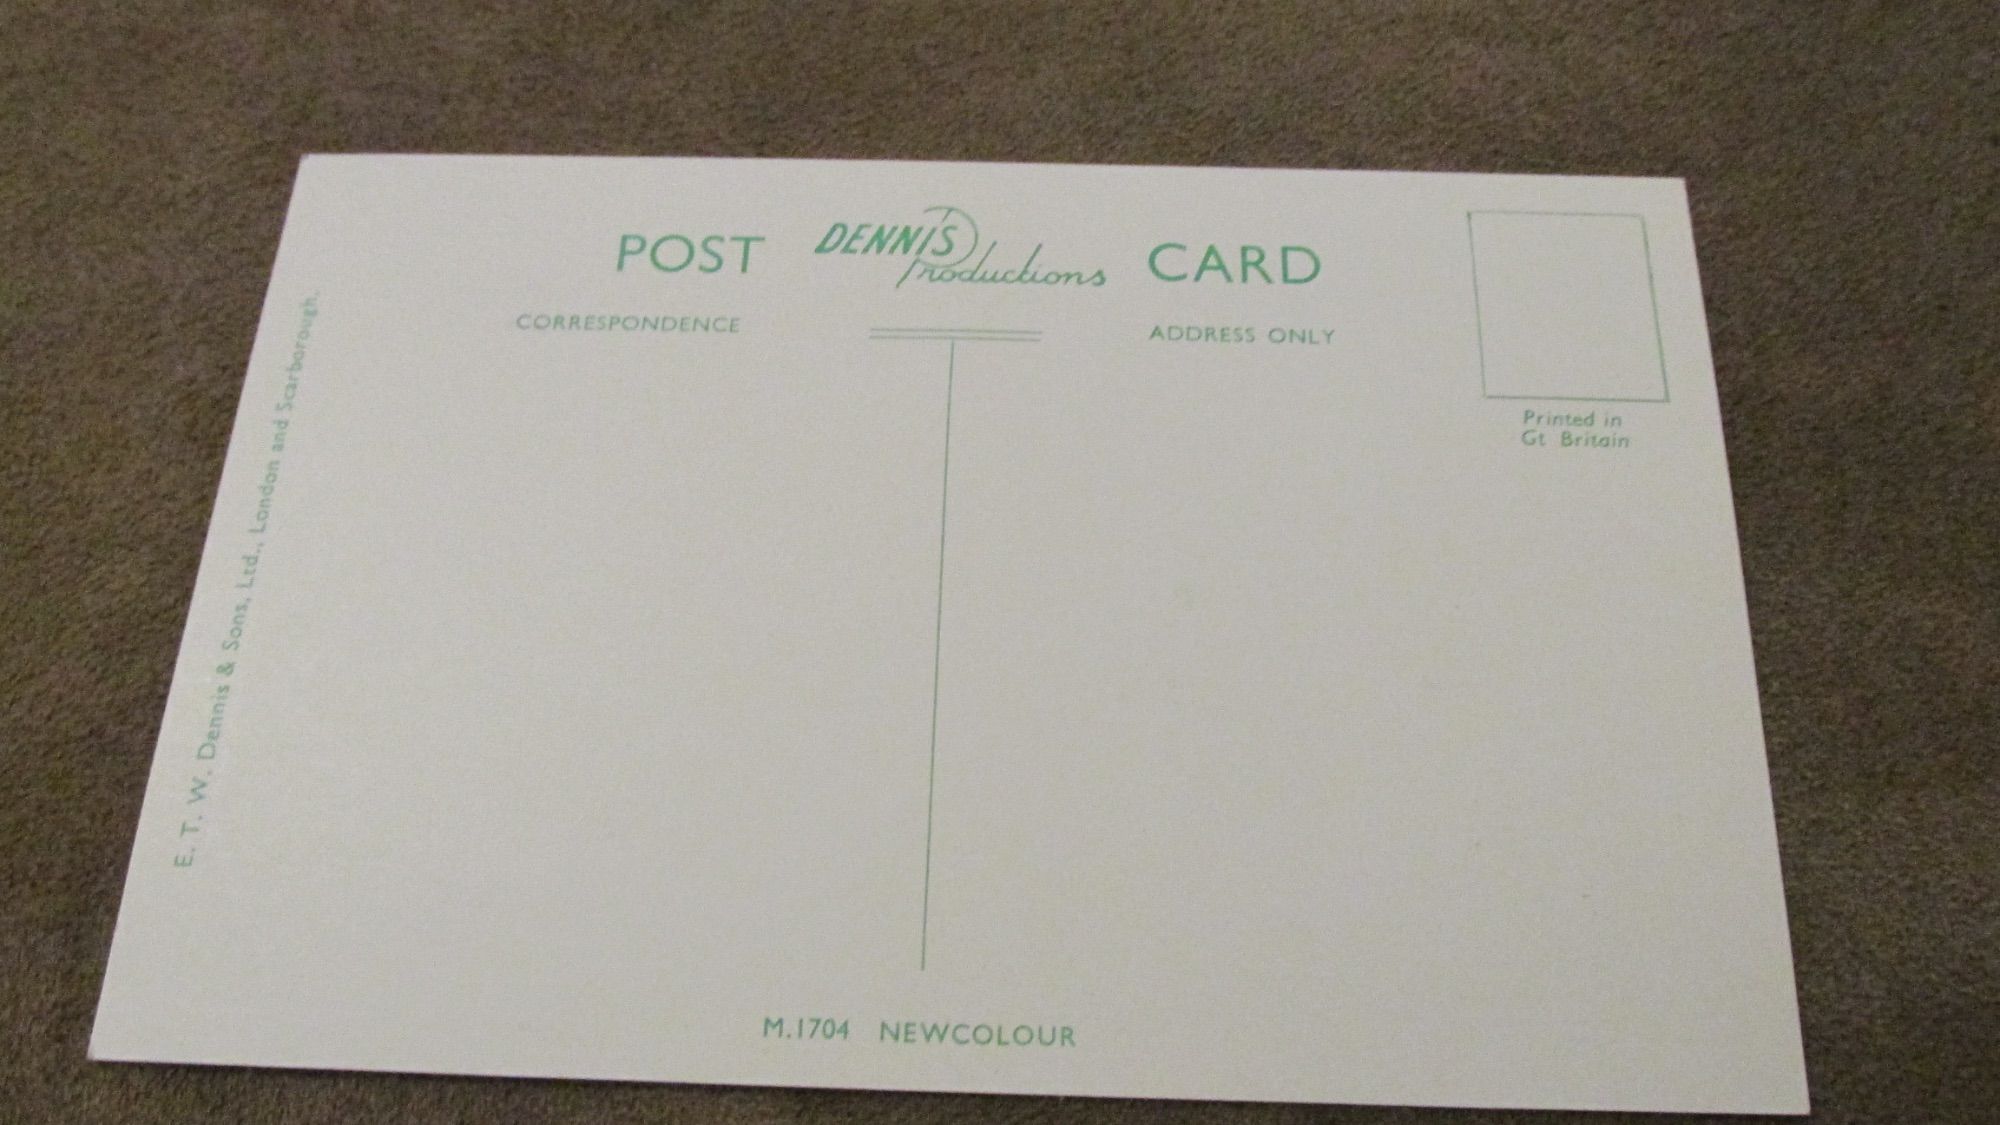 POST DENNIS Productions CARD
CORRESPONDENCE
ADDRESS ONLY
Printed in
Gt Britain
E. T. W. Dennis & Sons, Ltd., London and Scarborough.
M.1704 NEWCOLOUR